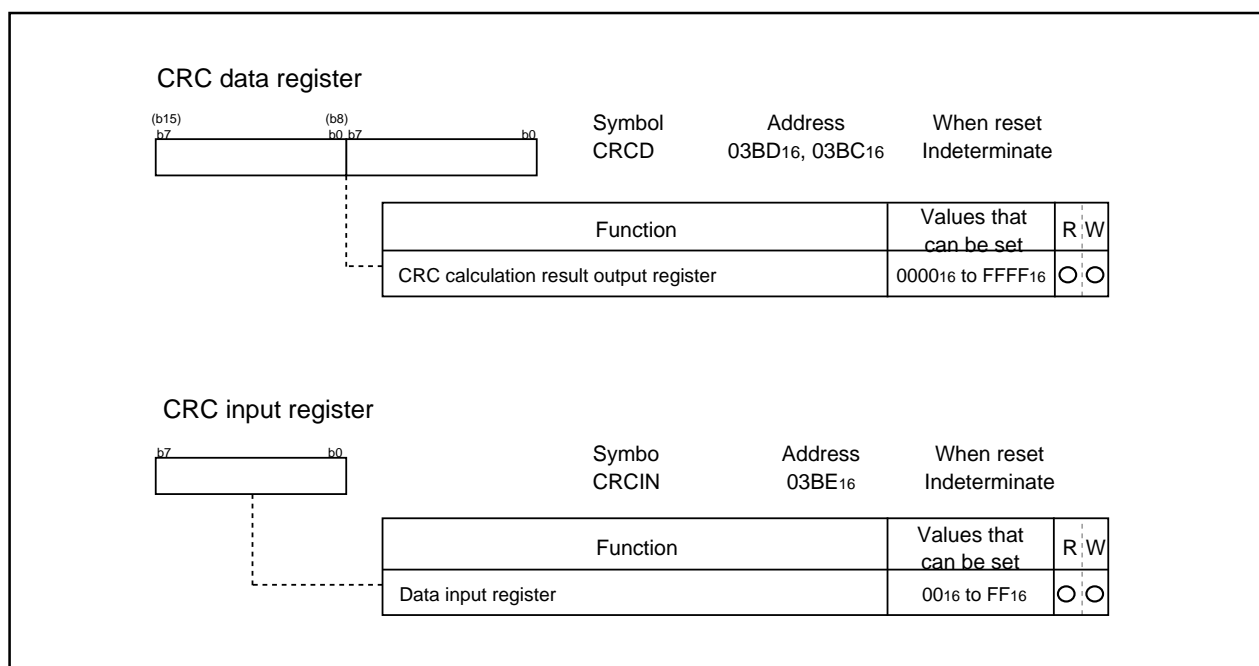 CRC data register
(b15) (b8)
b7 b0 b7 b0
Symbol Address When reset
CRCD 03BD16, 03BC16 Indeterminate
Function Values that can be set R W
CRC calculation result output register 000016 to FFFF16
CRC input register
b7 b0
Symbo Address When reset
CRCIN 03BE16 Indeterminate
Function Values that can be set R W
Data input register 0016 to FF16